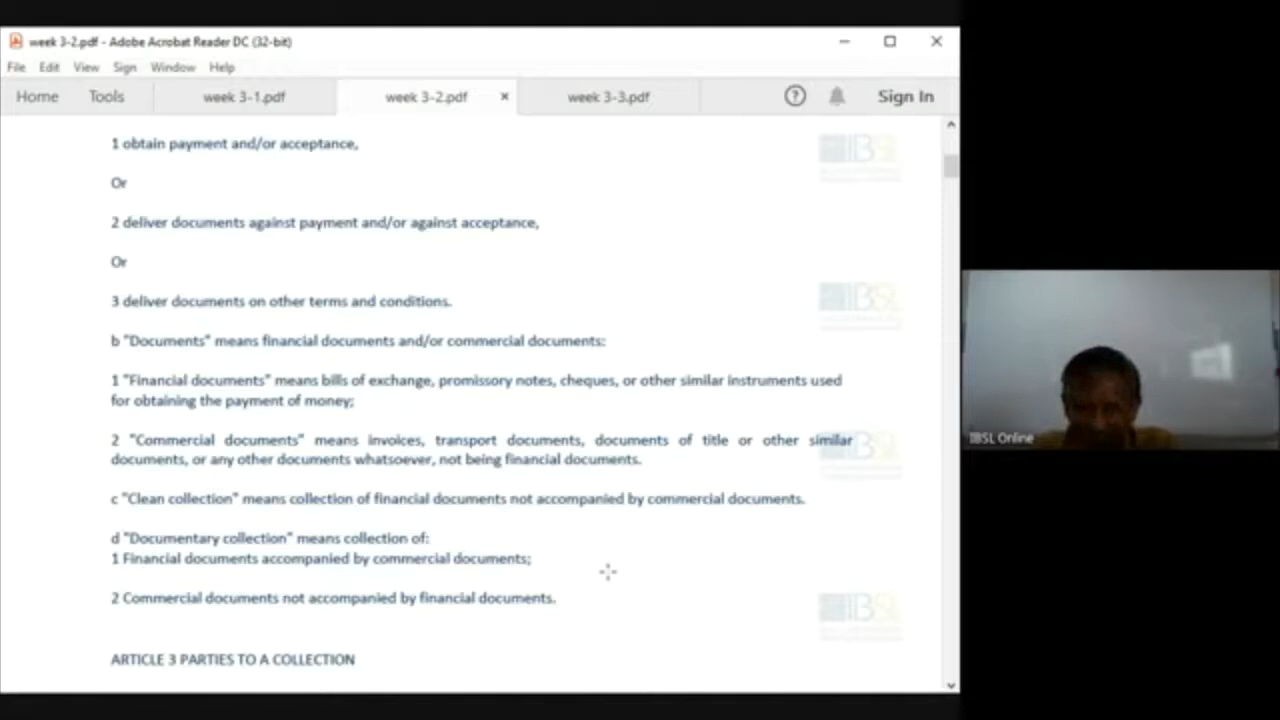 week 3-2.pdf - Adobe Acrobat Reader DC (32-bit)
File Edit View Sign Window Help
Home Tools week 3-1.pdf week 3-2.pdf × week 3-3.pdf ? Sign In
1 obtain payment and/or acceptance,
Or
2 deliver documents against payment and/or against acceptance,
Or
3 deliver documents on other terms and conditions.
b "Documents" means financial documents and/or commercial documents:
1 "Financial documents" means bills of exchange, promissory notes, cheques, or other similar instruments used
for obtaining the payment of money;
2 "Commercial documents" means invoices, transport documents, documents of title or other similar
documents, or any other documents whatsoever, not being financial documents.
c "Clean collection" means collection of financial documents not accompanied by commercial documents.
d "Documentary collection" means collection of:
1 Financial documents accompanied by commercial documents;
2 Commercial documents not accompanied by financial documents.
ARTICLE 3 PARTIES TO A COLLECTION
IBSL
IBSL
IBSL
IBSL
IBSL Online